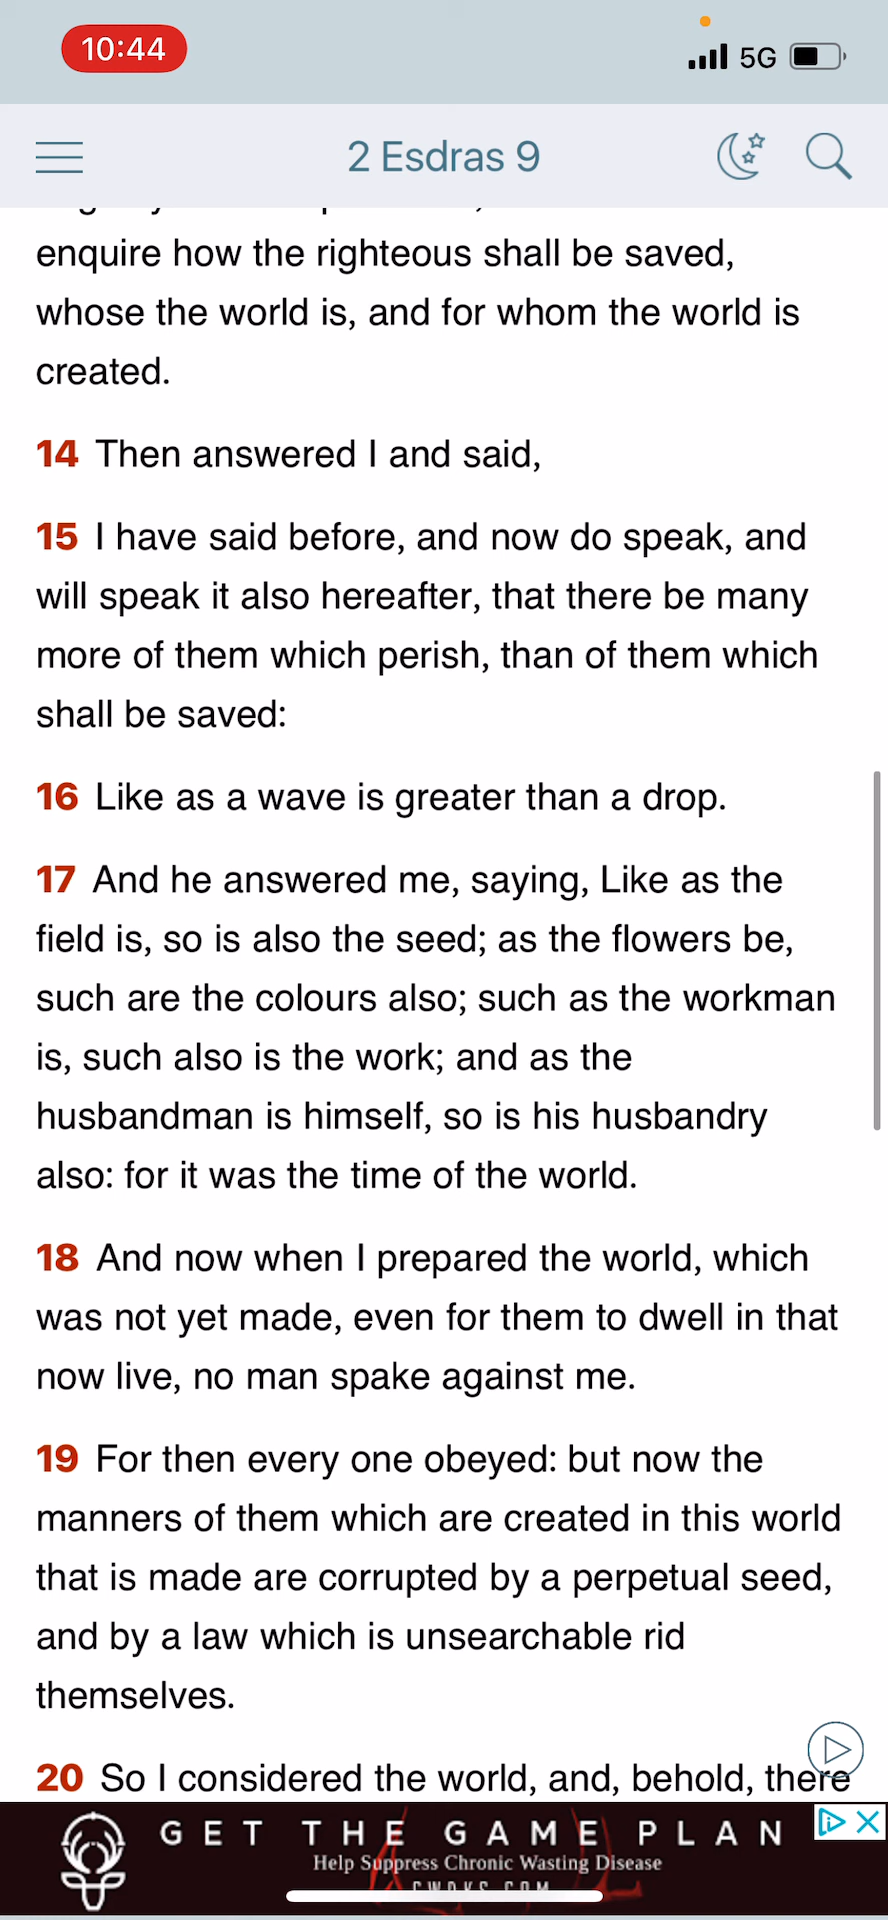 10:44
5G
2 Esdras 9
enquire how the righteous shall be saved,
whose the world is, and for whom the world is
created.
14 Then answered I and said,
15 I have said before, and now do speak, and
will speak it also hereafter, that there be many
more of them which perish, than of them which
shall be saved:
16 Like as a wave is greater than a drop.
17 And he answered me, saying, Like as the
field is, so is also the seed; as the flowers be,
such are the colours also; such as the workman
is, such also is the work; and as the
husbandman is himself, so is his husbandry
also: for it was the time of the world.
18 And now when I prepared the world, which
was not yet made, even for them to dwell in that
now live, no man spake against me.
19 For then every one obeyed: but now the
manners of them which are created in this world
that is made are corrupted by a perpetual seed,
and by a law which is unsearchable rid
themselves.
20 So I considered the world, and, behold, there
GET THE GAME PLAN
Help Suppress Chronic Wasting Disease